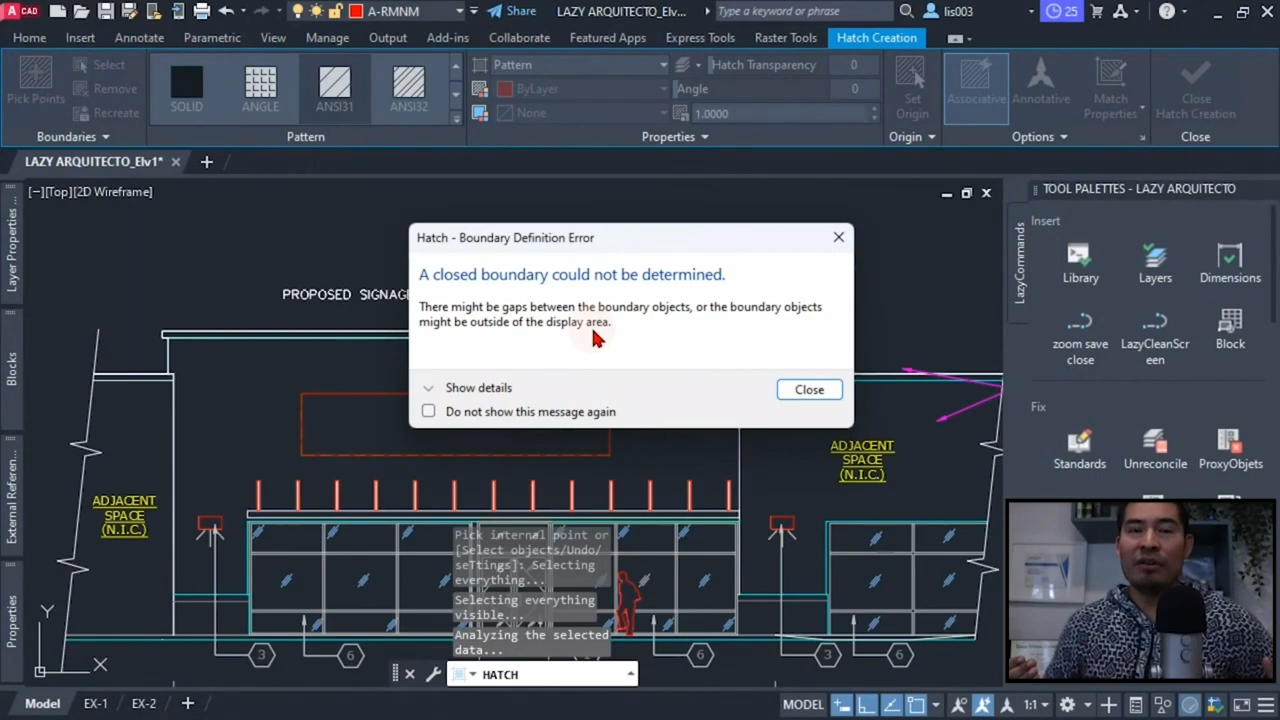 A CAD
A-RMNM
Share
LAZY ARQUITECTO_Elv...
Type a keyword or phrase
lis003
25
Home Insert Annotate Parametric View Manage Output Add-ins Collaborate Featured Apps Express Tools Raster Tools Hatch Creation
Pick Points
Select
Remove
Recreate
SOLID
ANGLE
ANSI31
ANSI32
Pattern
ByLayer
None
Hatch Transparency 0
Angle 0
1.0000
Set
Origin
Associative
Annotative
Match
Properties
Close
Hatch Creation
Boundaries
Pattern
Properties
Origin
Options
Close
LAZY ARQUITECTO_Elv1*
[−][Top][2D Wireframe]
TOOL PALETTES - LAZY ARQUITECTO
Layer Properties...
Blocks
External Referen...
Properties
PROPOSED SIGNAG
Hatch - Boundary Definition Error
A closed boundary could not be determined.
There might be gaps between the boundary objects, or the boundary objects
might be outside of the display area.
Show details
Close
Do not show this message again
ADJACENT
SPACE
(N.I.C.)
ADJACENT
SPACE
(N.I.C.)
Pick internal point or
[Select objects/Undo/
seTtings]: Selecting
everything...
Selecting everything
visible...
Analyzing the selected
data...
HATCH
Y
X
3
6
6
3
6
LazyCommands
Insert
Library
Layers
Dimensions
zoom save
close
LazyCleanScr
een
Block
Fix
Standards
Unreconcile
ProxyObjets
Model EX-1 EX-2
MODEL
1:1